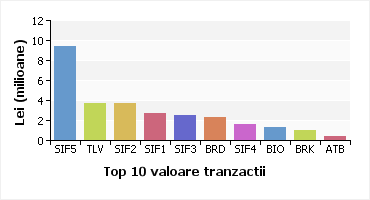 Lei (milioane)
12
10
8
6
4
2
0
SIF5 TLV SIF2 SIF1 SIF3 BRD SIF4 BIO BRK ATB
Top 10 valoare tranzactii